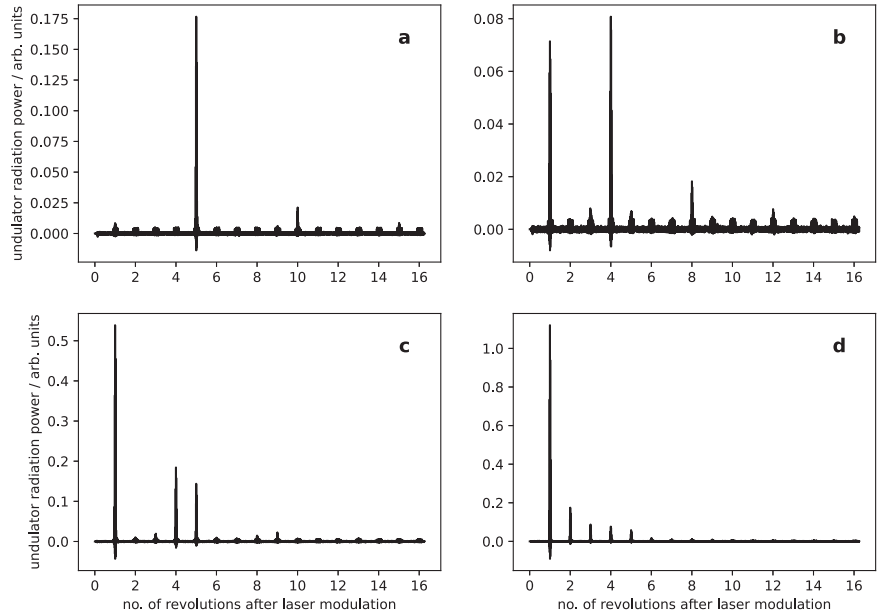 undulator radiation power / arb. units
0.175
0.150
0.125
0.100
0.075
0.050
0.025
0.000
a
0 2 4 6 8 10 12 14 16
0.08
0.06
0.04
0.02
0.00
b
0 2 4 6 8 10 12 14 16
undulator radiation power / arb. units
0.5
0.4
0.3
0.2
0.1
0.0
c
0 2 4 6 8 10 12 14 16
no. of revolutions after laser modulation
1.0
0.8
0.6
0.4
0.2
0.0
d
0 2 4 6 8 10 12 14 16
no. of revolutions after laser modulation